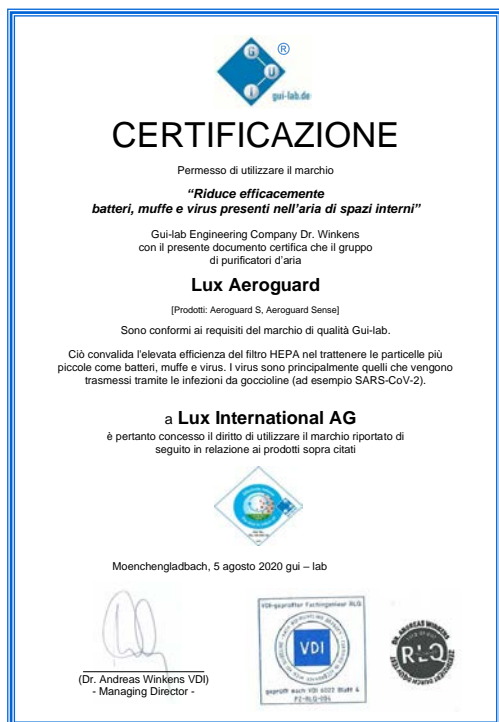 G
®
U
I
gui-lab.de
CERTIFICAZIONE
Permesso di utilizzare il marchio
“Riduce efficacemente
batteri, muffe e virus presenti nell’aria di spazi interni”
Gui-lab Engineering Company Dr. Winkens
con il presente documento certifica che il gruppo
di purificatori d’aria
Lux Aeroguard
[Prodotti: Aeroguard S, Aeroguard Sense]
Sono conformi ai requisiti del marchio di qualità Gui-lab.
Ciò convalida l’elevata efficienza del filtro HEPA nel trattenere le particelle più
piccole come batteri, muffe e virus. I virus sono principalmente quelli che vengono
trasmessi tramite le infezioni da goccioline (ad esempio SARS-CoV-2).
a Lux International AG
è pertanto concesso il diritto di utilizzare il marchio riportato di
seguito in relazione ai prodotti sopra citati
Moenchengladbach, 5 agosto 2020 gui – lab
(Dr. Andreas Winkens VDI)
- Managing Director -
VDI-geprüfter Fachingenieur RLQ
VDI
geprüft nach VDI 6022 Blatt 4
DR. ANDREAS WINKENS
RLQ